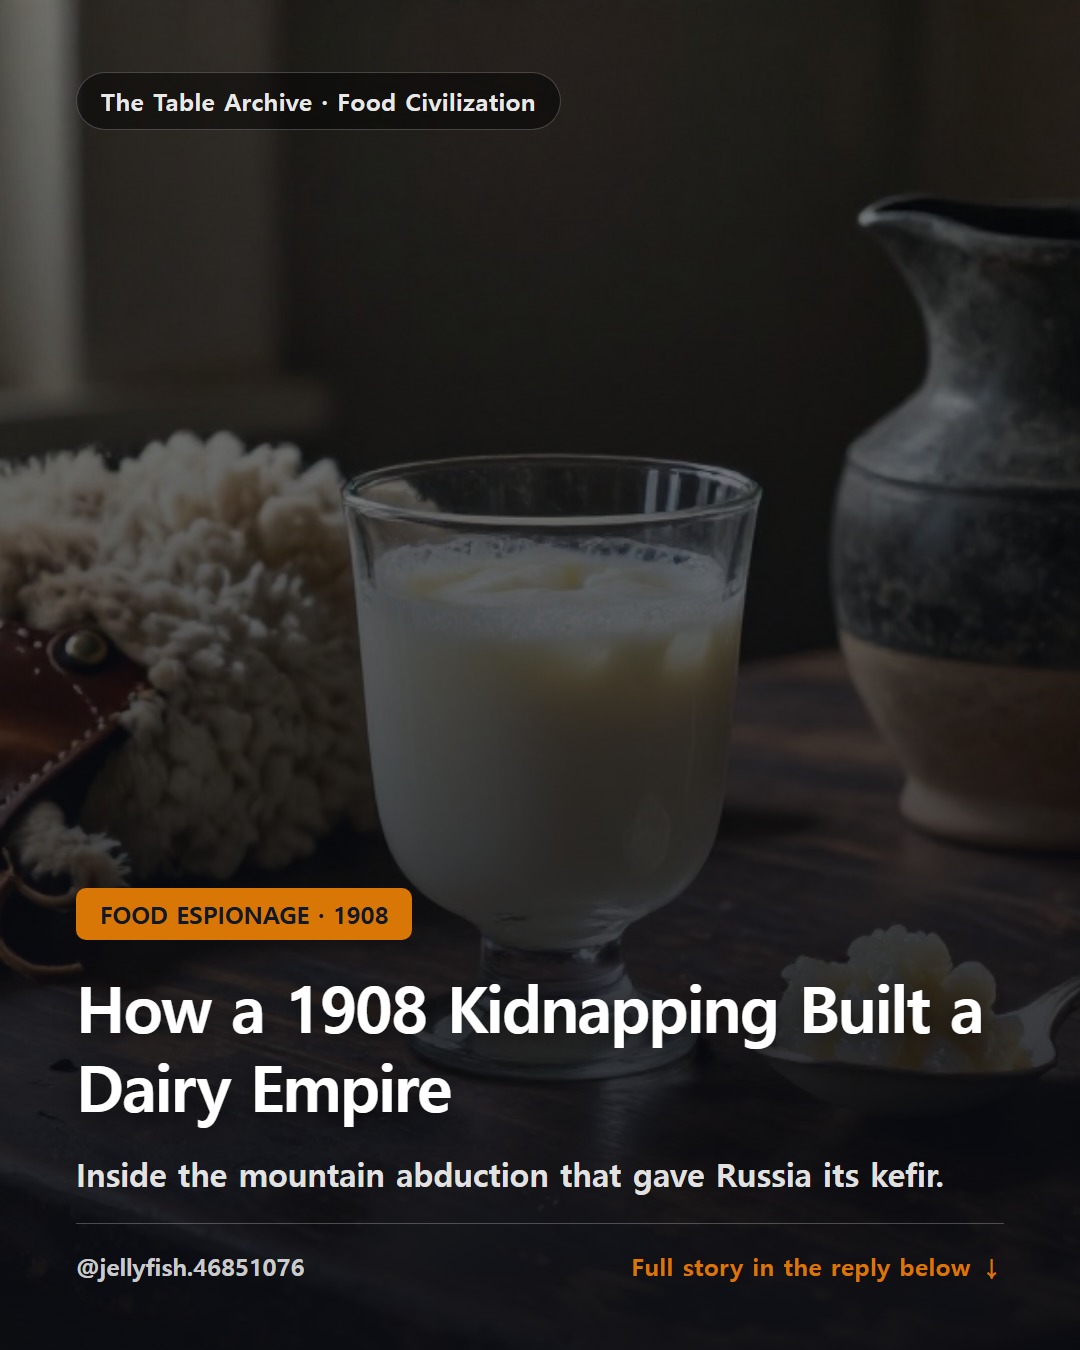 The Table Archive · Food Civilization
FOOD ESPIONAGE · 1908
How a 1908 Kidnapping Built a
Dairy Empire
Inside the mountain abduction that gave Russia its kefir.
@jellyfish.46851076
Full story in the reply below ↓